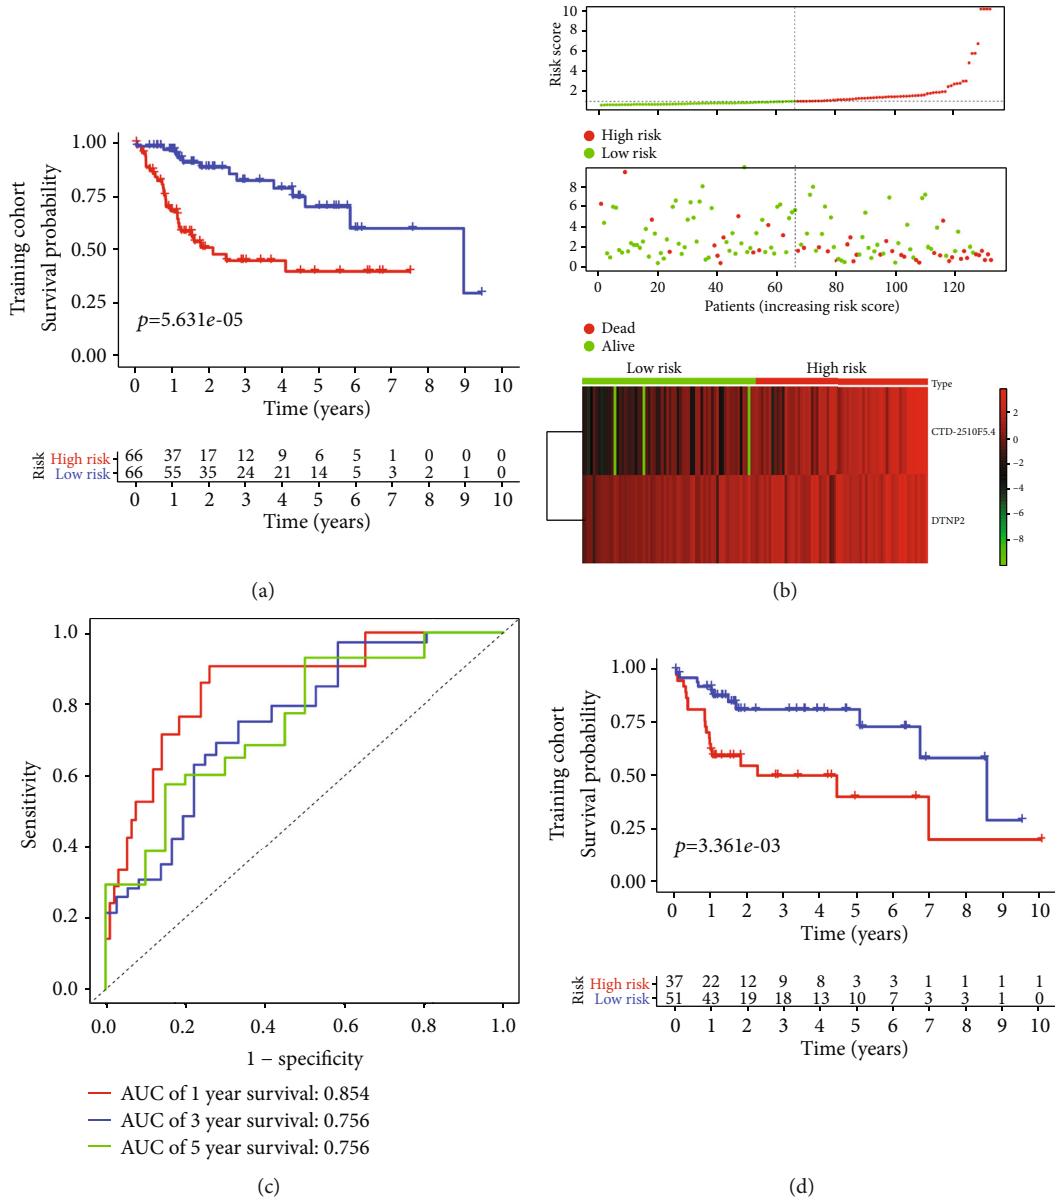 Training cohort
Survival probability
1.00
0.75
0.50
0.25
0.00
p=5.631e-05
0 1 2 3 4 5 6 7 8 9 10
Time (years)
Risk
High risk 66 37 17 12 9 6 5 1 0 0 0
Low risk 66 55 35 24 21 14 5 3 2 1 0
0 1 2 3 4 5 6 7 8 9 10
Time (years)
(a)
Risk score
10
8
6
4
2
0 20 40 60 80 100 120
High risk
Low risk
8
6
4
2
0
0 20 40 60 80 100 120
Patients (increasing risk score)
Dead
Alive
Low risk High risk
Type
CTD-2510F5.4
DTNP2
2
0
−2
−4
−6
−8
(b)
Sensitivity
1.0
0.8
0.6
0.4
0.2
0.0
0.0 0.2 0.4 0.6 0.8 1.0
1 − specificity
AUC of 1 year survival: 0.854
AUC of 3 year survival: 0.756
AUC of 5 year survival: 0.756
(c)
Training cohort
Survival probability
1.00
0.75
0.50
0.25
0.00
p=3.361e-03
0 1 2 3 4 5 6 7 8 9 10
Time (years)
Risk
High risk 37 22 12 9 8 3 3 1 1 1 1
Low risk 51 43 19 18 13 10 7 3 3 1 0
0 1 2 3 4 5 6 7 8 9 10
Time (years)
(d)